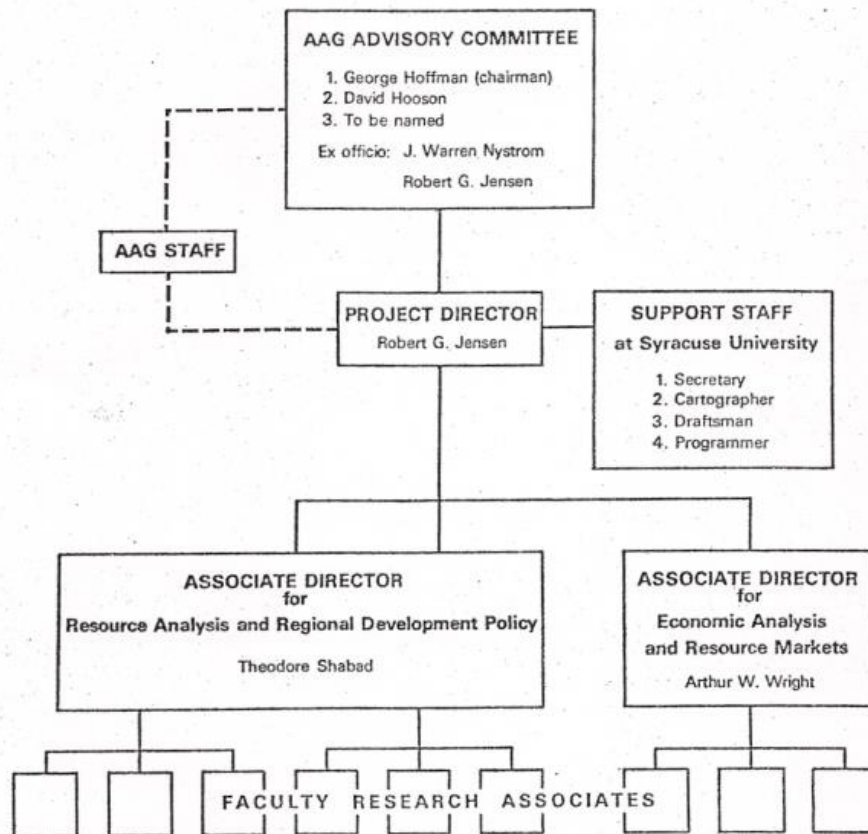 AAG ADVISORY COMMITTEE
1. George Hoffman (chairman)
2. David Hooson
3. To be named
Ex officio: J. Warren Nystrom
Robert G. Jensen
AAG STAFF
PROJECT DIRECTOR
Robert G. Jensen
SUPPORT STAFF
at Syracuse University
1. Secretary
2. Cartographer
3. Draftsman
4. Programmer
ASSOCIATE DIRECTOR
for
Resource Analysis and Regional Development Policy
Theodore Shabad
ASSOCIATE DIRECTOR
for
Economic Analysis
and Resource Markets
Arthur W. Wright
FACULTY RESEARCH ASSOCIATES